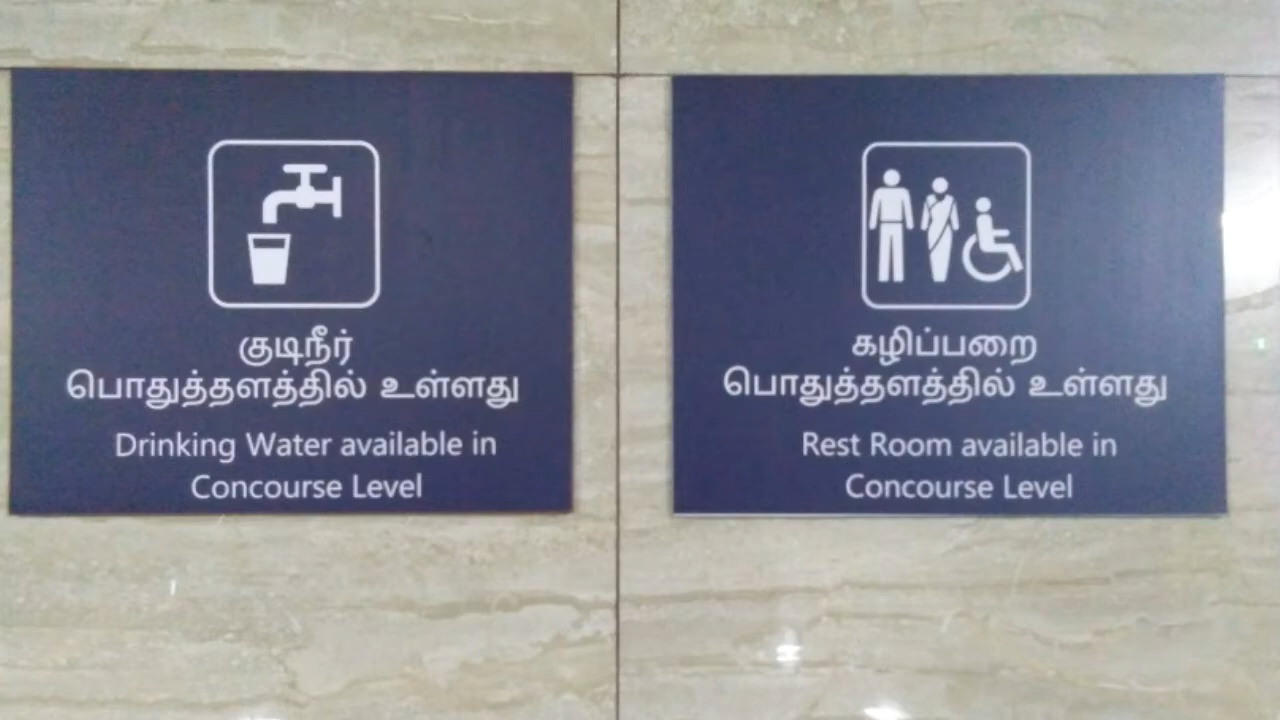 குடிநீர்
பொதுத்தளத்தில் உள்ளது
Drinking Water available in
Concourse Level
கழிப்பறை
பொதுத்தளத்தில் உள்ளது
Rest Room available in
Concourse Level